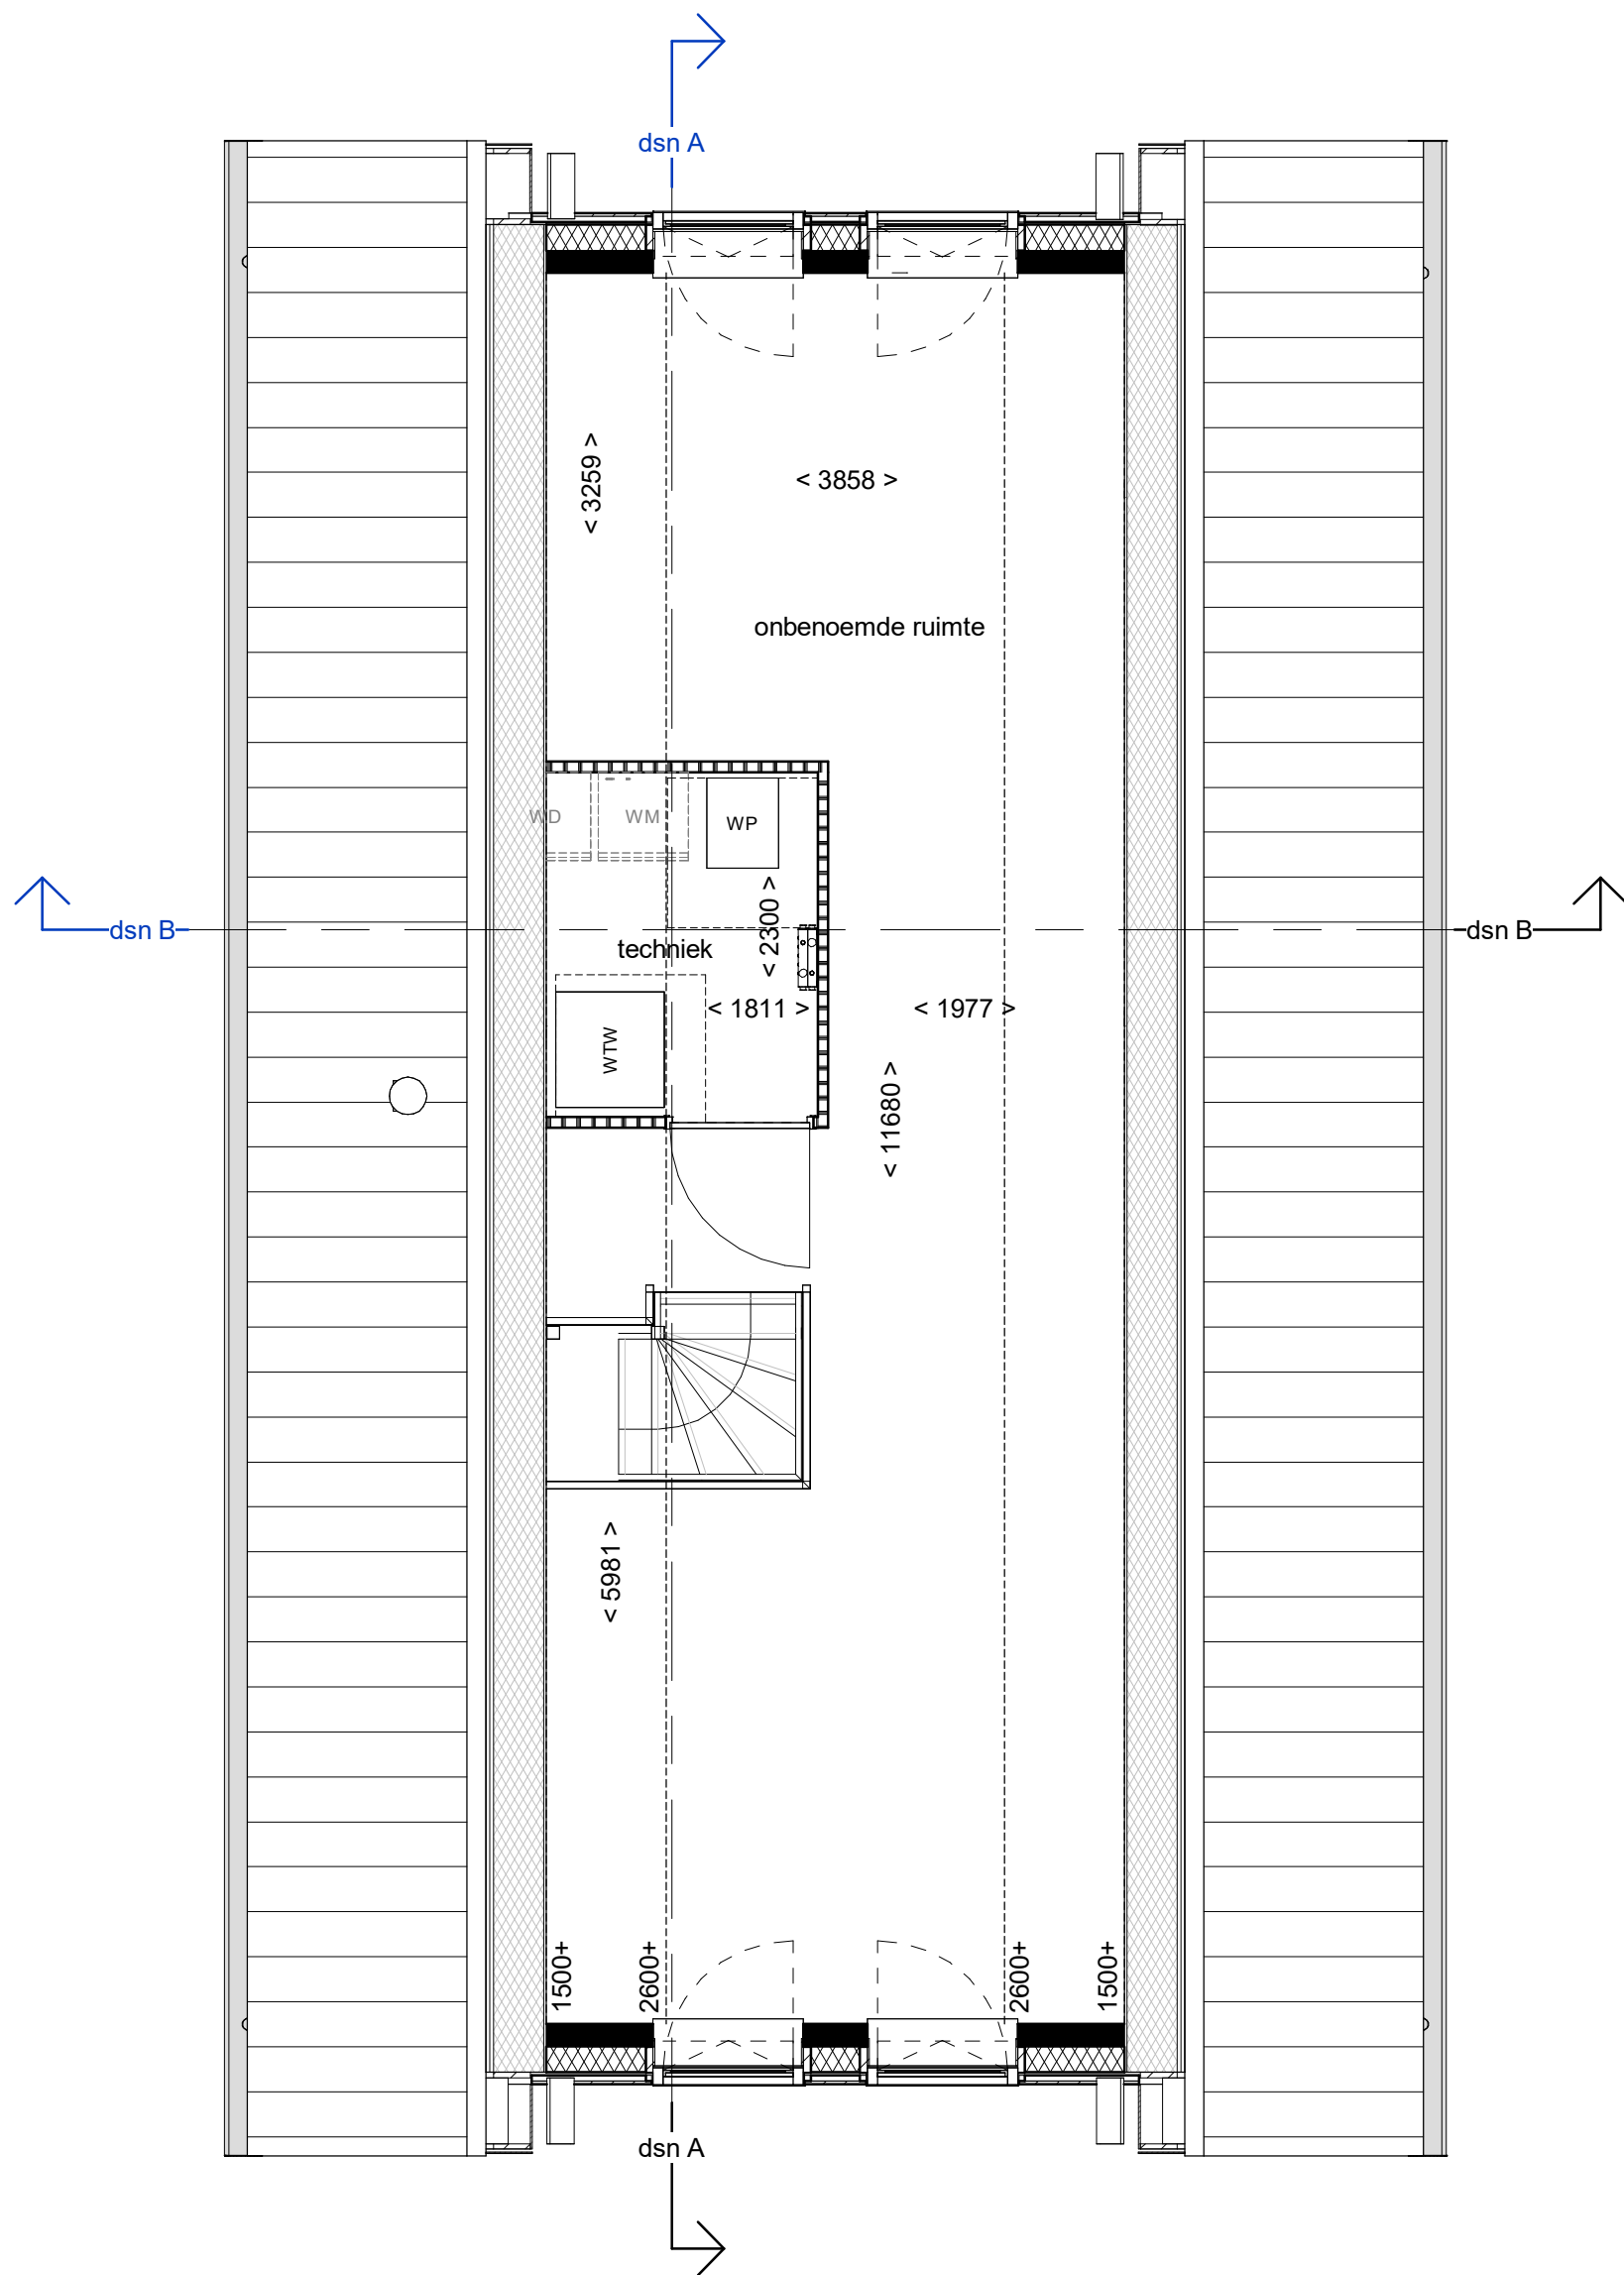 dsn A
< 3259 >
< 3858 >
onbenoemde ruimte
WD
WM
WP
< 2300 >
dsn B
dsn B
techniek
< 1811 >
< 1977 >
WTW
< 11680 >
< 5981 >
1500+
2600+
2600+
1500+
dsn A